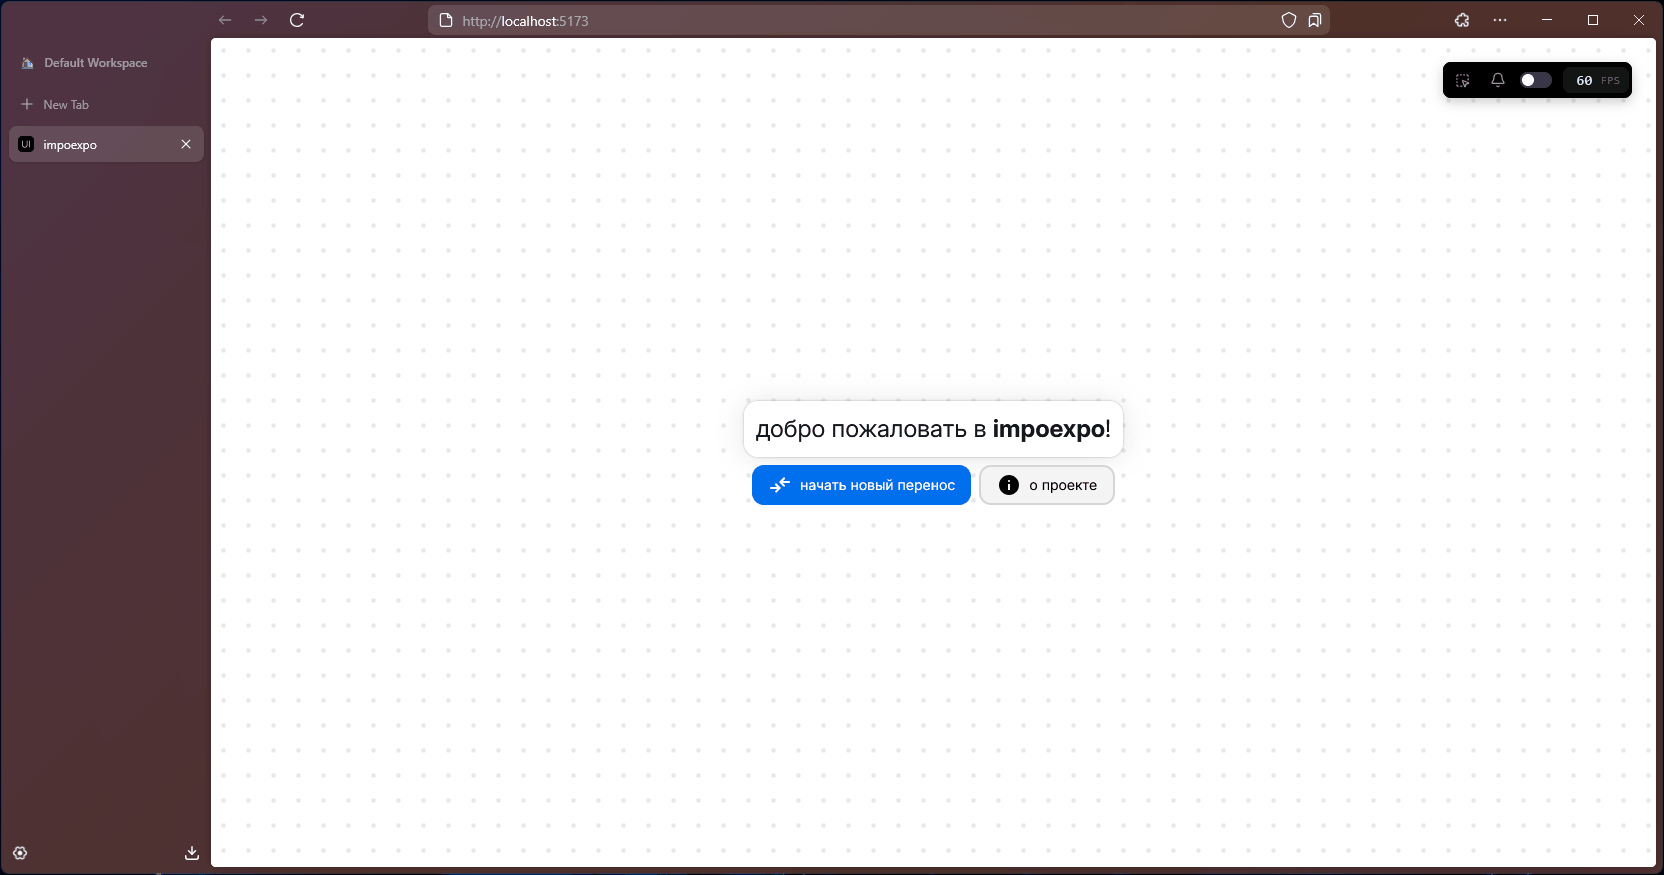 http://localhost:5173
Default Workspace
New Tab
UI impoexpo
60 FPS
добро пожаловать в impoexpo!
начать новый перенос
о проекте